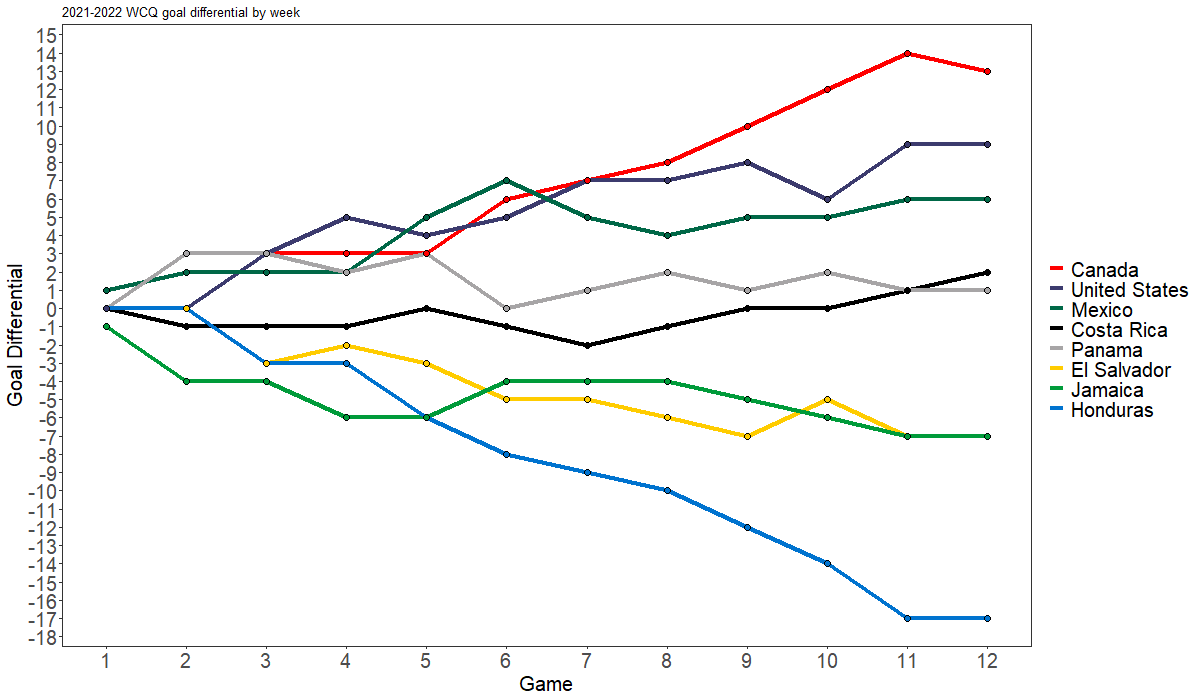 2021-2022 WCQ goal differential by week
15
14
13
12
11
10
9
8
7
6
5
4
3
2
1
0
-1
-2
-3
-4
-5
-6
-7
-8
-9
-10
-11
-12
-13
-14
-15
-16
-17
-18
Goal Differential
1 2 3 4 5 6 7 8 9 10 11 12
Game
Canada
United States
Mexico
Costa Rica
Panama
El Salvador
Jamaica
Honduras